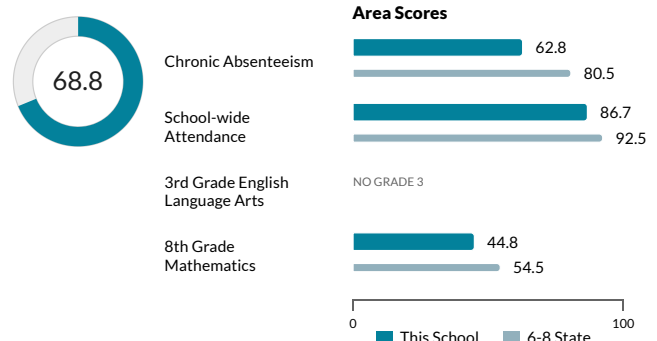 Area Scores
68.8
Chronic Absenteeism
62.8
80.5
School-wide
Attendance
86.7
92.5
3rd Grade English
Language Arts
NO GRADE 3
8th Grade
Mathematics
44.8
54.5
0
100
This School
6-8 State